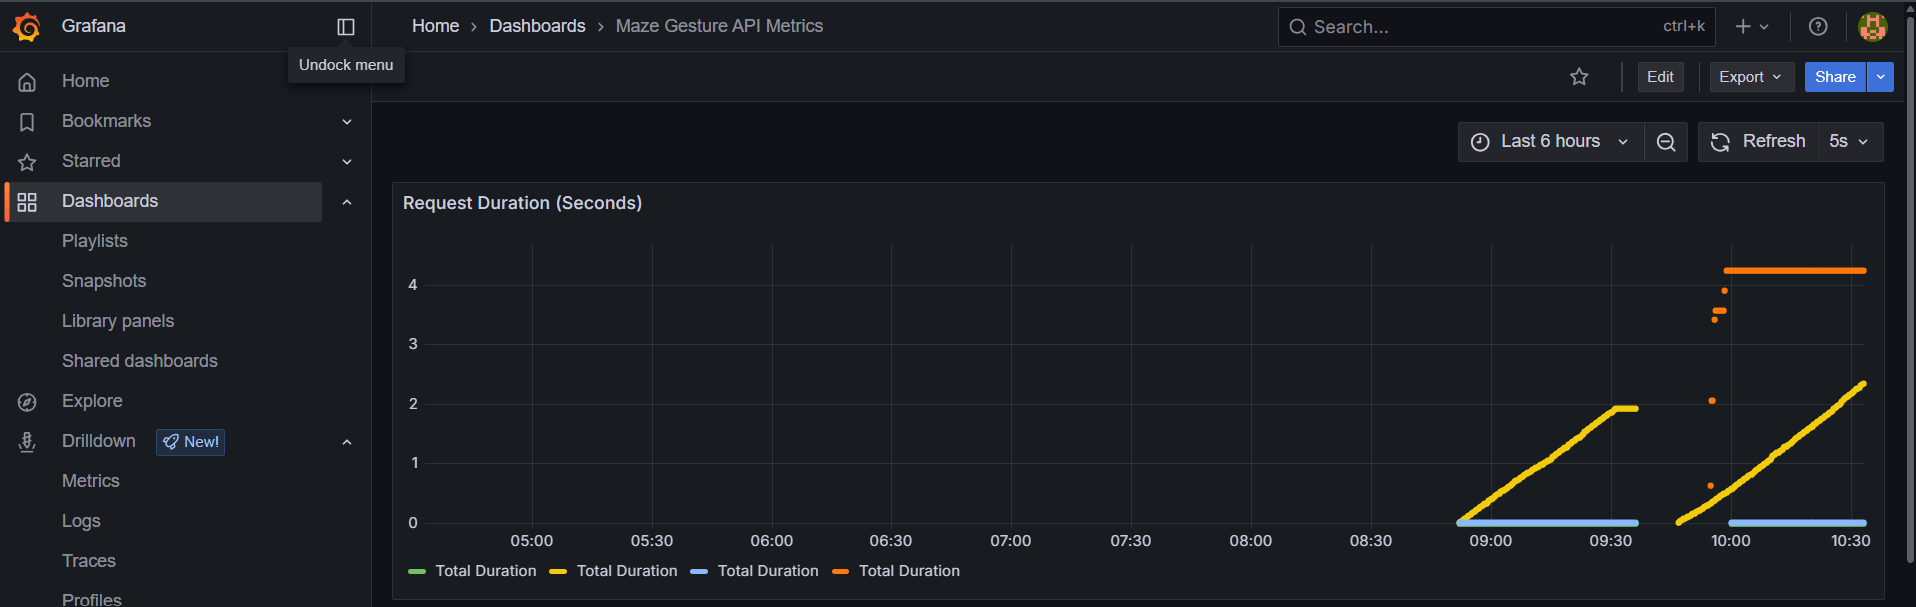 Grafana
Home › Dashboards › Maze Gesture API Metrics
Search... ctrl+k
Undock menu
Edit Export Share
Home
Bookmarks
Starred
Dashboards
Playlists
Snapshots
Library panels
Shared dashboards
Explore
Drilldown New!
Metrics
Logs
Traces
Profiles
Last 6 hours Refresh 5s
Request Duration (Seconds)
4
3
2
1
0
05:00 05:30 06:00 06:30 07:00 07:30 08:00 08:30 09:00 09:30 10:00 10:30
Total Duration Total Duration Total Duration Total Duration